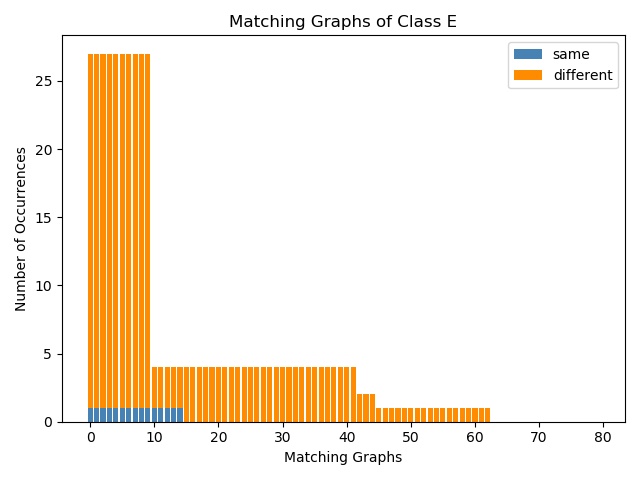 Matching Graphs of Class E
same
different
Number of Occurrences
25
20
15
10
5
0
0 10 20 30 40 50 60 70 80
Matching Graphs